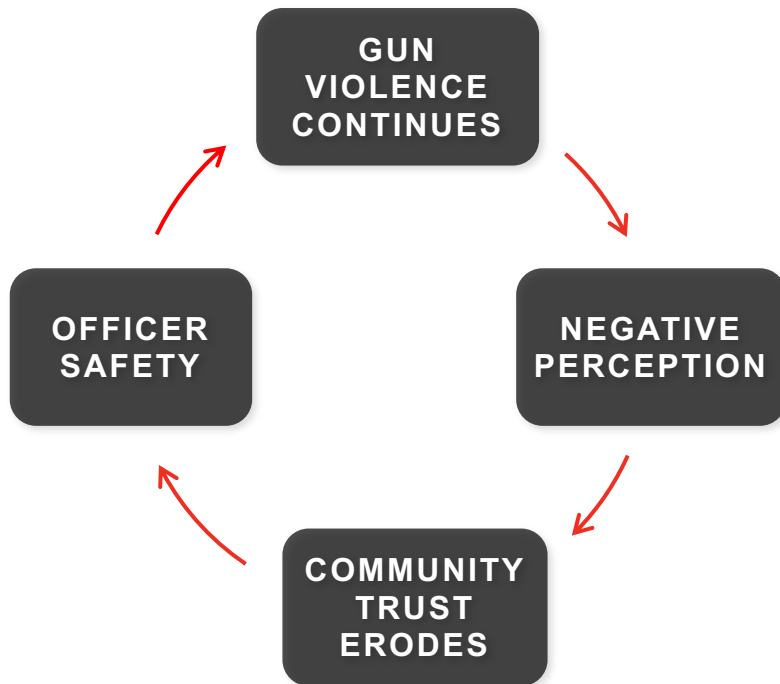 GUN
VIOLENCE
CONTINUES
NEGATIVE
PERCEPTION
COMMUNITY
TRUST
ERODES
OFFICER
SAFETY